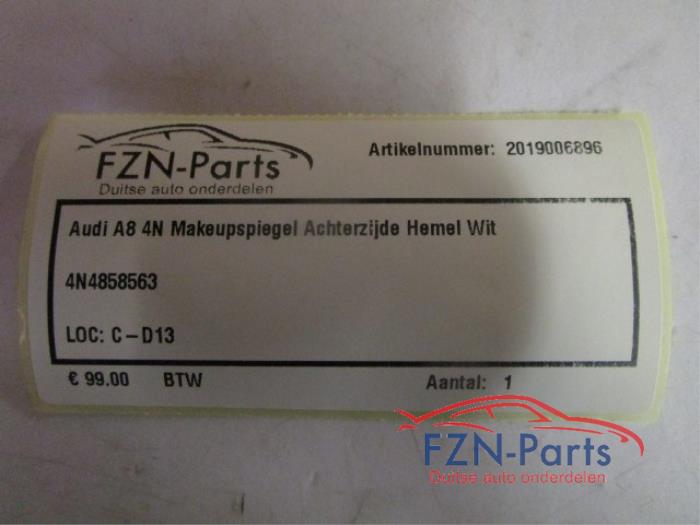 FZN-Parts
Duitse auto onderdelen
Artikelnummer: 2019006896
Audi A8 4N Makeupspiegel Achterzijde Hemel Wit
4N4858563
LOC: C-D13
€ 99.00 BTW Aantal: 1
FZN-Parts
Duitse auto onderdelen